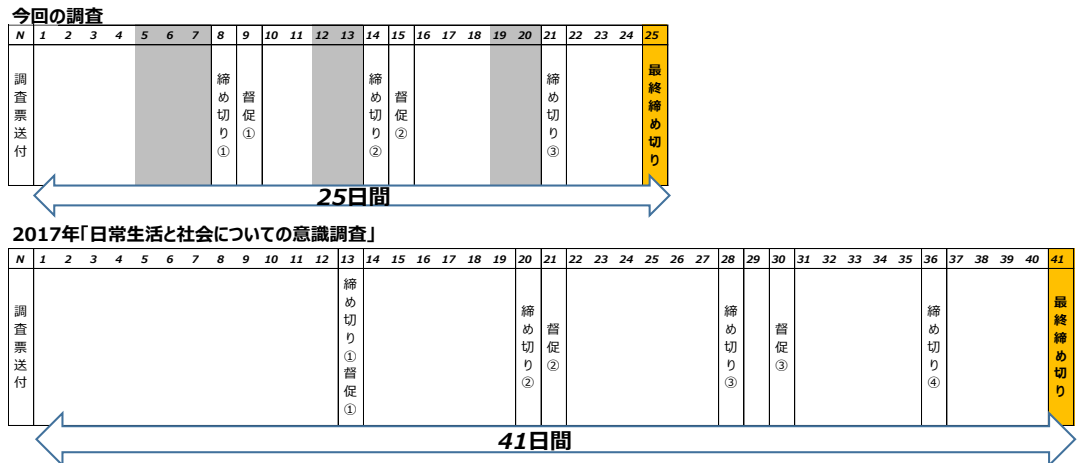 今回の調査
N 1 2 3 4 5 6 7 8 9 10 11 12 13 14 15 16 17 18 19 20 21 22 23 24 25
調査票送付
締め切り①
督促①
締め切り②
督促②
締め切り③
最終締め切り
25日間
2017年「日常生活と社会についての意識調査」
N 1 2 3 4 5 6 7 8 9 10 11 12 13 14 15 16 17 18 19 20 21 22 23 24 25 26 27 28 29 30 31 32 33 34 35 36 37 38 39 40 41
調査票送付
締め切り①督促①
締め切り②
督促②
締め切り③
督促③
締め切り④
最終締め切り
41日間